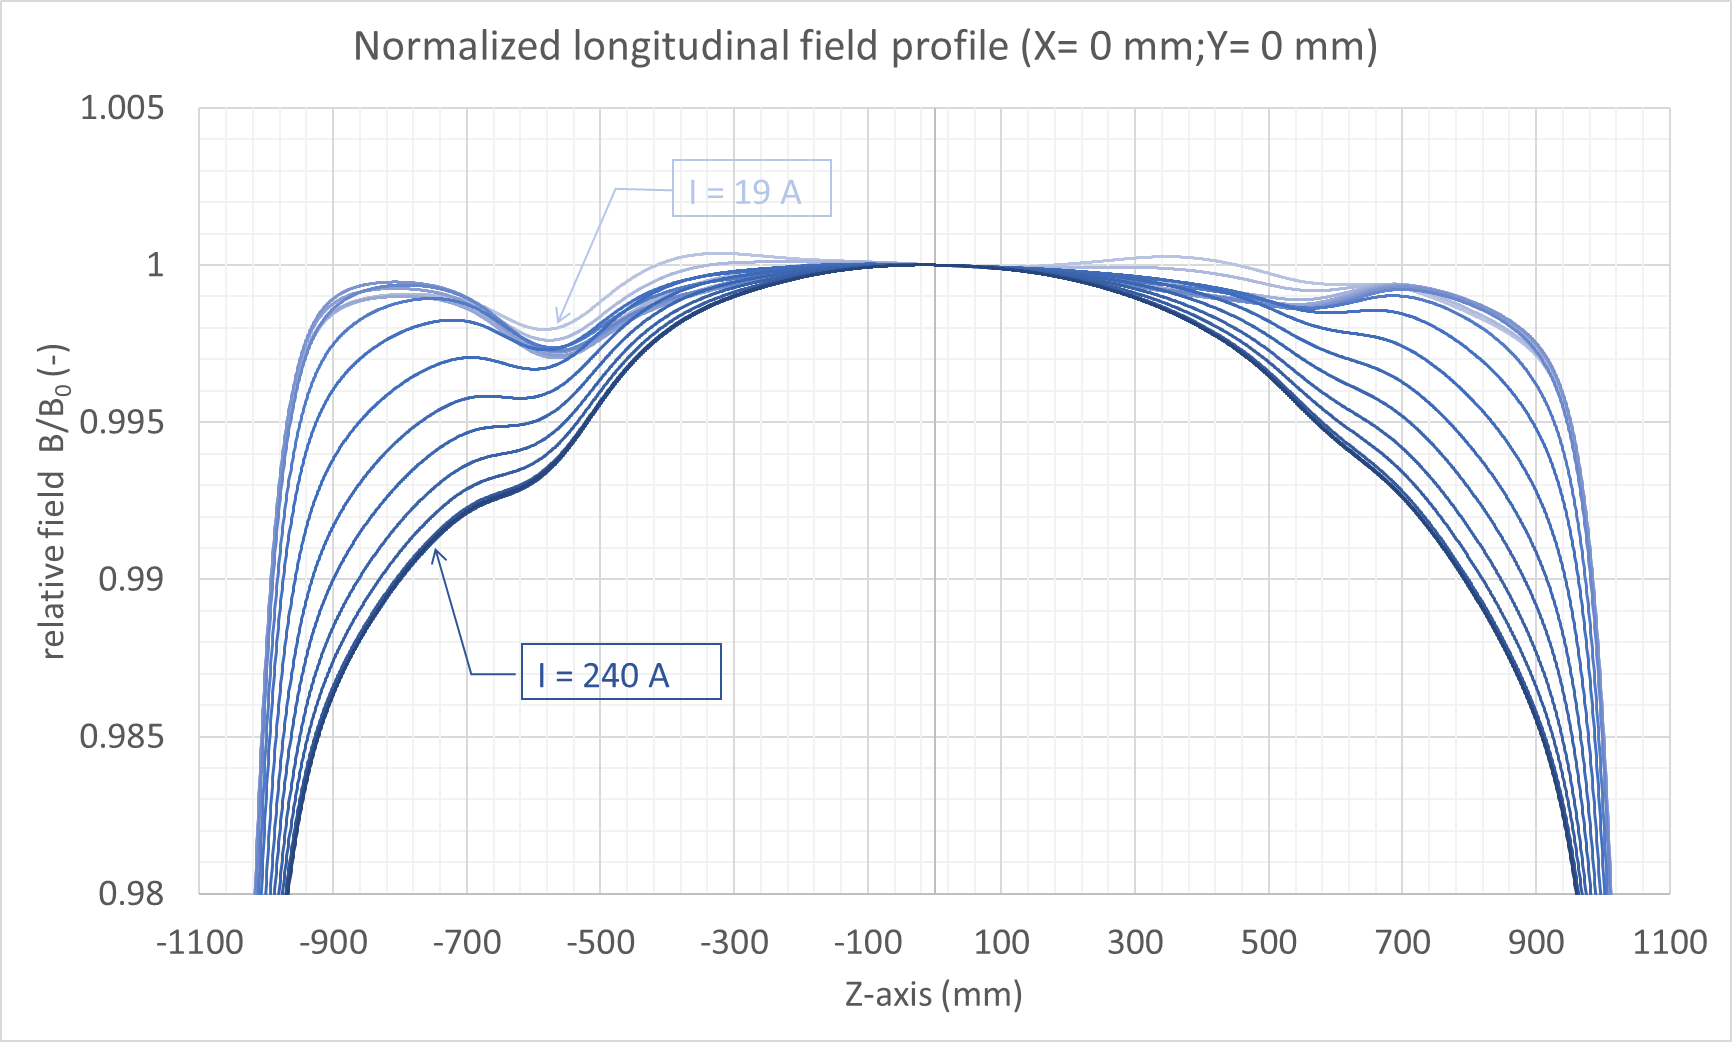 Normalized longitudinal field profile (X= 0 mm;Y= 0 mm)
1.005
1
0.995
0.99
0.985
0.98
relative field B/B₀ (-)
I = 19 A
I = 240 A
-1100 -900 -700 -500 -300 -100 100 300 500 700 900 1100
Z-axis (mm)